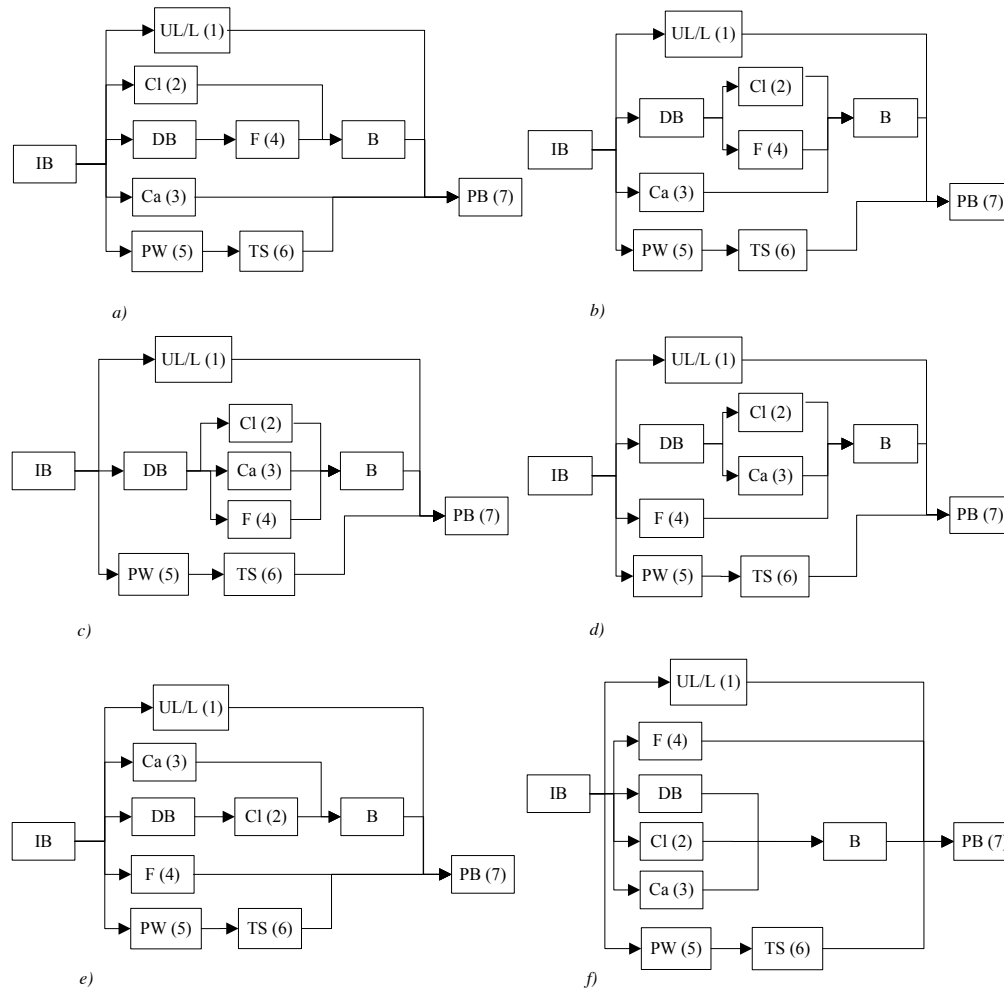 UL/L (1)
Cl (2)
DB
F (4)
B
IB
Ca (3)
PB (7)
PW (5)
TS (6)
a)
UL/L (1)
Cl (2)
DB
B
F (4)
IB
Ca (3)
PB (7)
PW (5)
TS (6)
b)
UL/L (1)
Cl (2)
IB
DB
Ca (3)
B
F (4)
PB (7)
PW (5)
TS (6)
c)
UL/L (1)
Cl (2)
DB
B
IB
Ca (3)
F (4)
PB (7)
PW (5)
TS (6)
d)
UL/L (1)
Ca (3)
DB
Cl (2)
B
IB
F (4)
PB (7)
PW (5)
TS (6)
e)
UL/L (1)
F (4)
IB
DB
Cl (2)
B
PB (7)
Ca (3)
PW (5)
TS (6)
f)